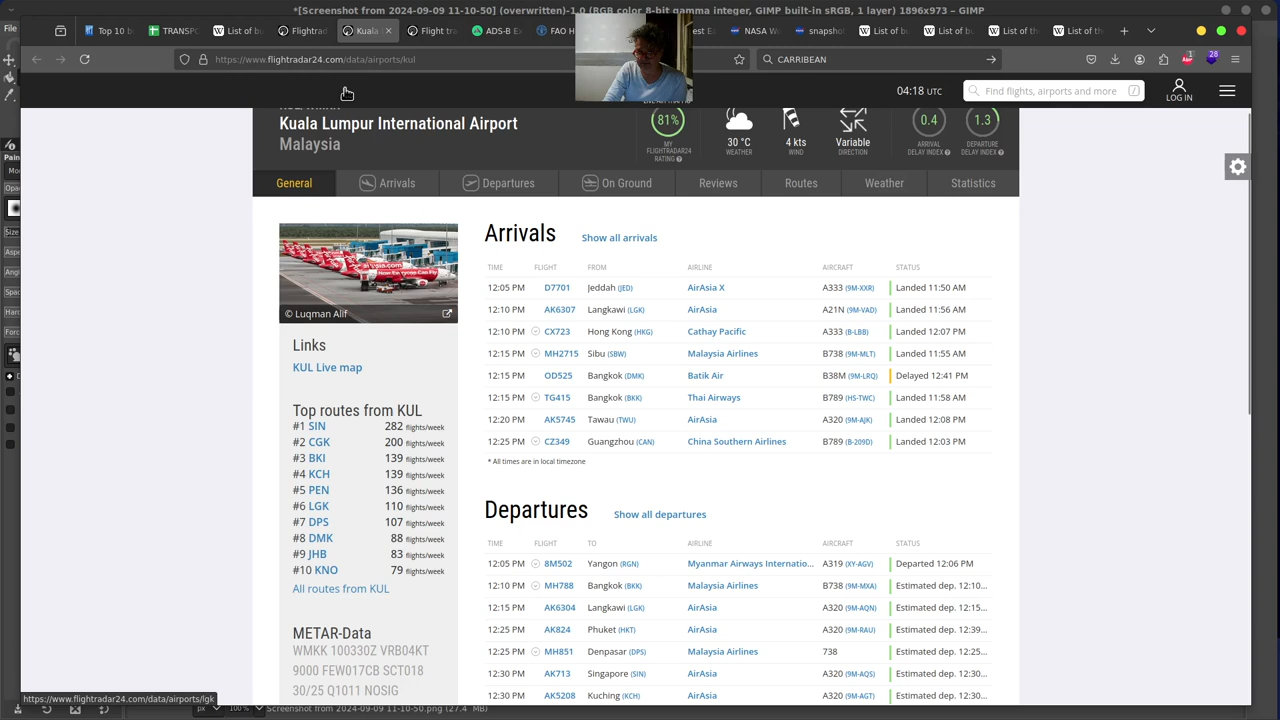 (imported)-1.0 (RGB color 8-bit gamma integer, GIMP built-in sRGB, 1 layer) 1896x973 – GIMP
Top 10 b
TRANSPC
List of b
Flightrad
Kuala
Flight tra
ADS-B E
FAO H
est Ea
NASA W
snapshot
List of b
List of b
List of th
List of th
https://www.flightradar24.com/data/airports/kul
CARRIBEAN
1
28
04:18 UTC
Find flights, airports and more
/
LOG IN
Kuala Lumpur International Airport
Malaysia
81%
MY FLIGHTRADAR24 RATING
30 °C
WEATHER
4 kts
WIND
Variable
DIRECTION
0.4
ARRIVAL DELAY INDEX
1.3
DEPARTURE DELAY INDEX
General
Arrivals
Departures
On Ground
Reviews
Routes
Weather
Statistics
airasia.com
Now Everyone Can Fly
© Luqman Alif
Links
KUL Live map
Top routes from KUL
#1 SIN 282 flights/week
#2 CGK 200 flights/week
#3 BKI 139 flights/week
#4 KCH 139 flights/week
#5 PEN 136 flights/week
#6 LGK 110 flights/week
#7 DPS 107 flights/week
#8 DMK 88 flights/week
#9 JHB 83 flights/week
#10 KNO 79 flights/week
All routes from KUL
METAR-Data
WMKK 100330Z VRB04KT
9000 FEW017CB SCT018
30/25 Q1011 NOSIG
Arrivals Show all arrivals
TIME FLIGHT FROM AIRLINE AIRCRAFT STATUS
12:05 PM D7701 Jeddah (JED) AirAsia X A333 (9M-XXR) Landed 11:50 AM
12:10 PM AK6307 Langkawi (LGK) AirAsia A21N (9M-VAD) Landed 11:56 AM
12:10 PM CX723 Hong Kong (HKG) Cathay Pacific A333 (B-LBB) Landed 12:07 PM
12:15 PM MH2715 Sibu (SBW) Malaysia Airlines B738 (9M-MLT) Landed 11:55 AM
12:15 PM OD525 Bangkok (DMK) Batik Air B38M (9M-LRQ) Delayed 12:41 PM
12:15 PM TG415 Bangkok (BKK) Thai Airways B789 (HS-TWC) Landed 11:58 AM
12:20 PM AK5745 Tawau (TWU) AirAsia A320 (9M-AJK) Landed 12:08 PM
12:25 PM CZ349 Guangzhou (CAN) China Southern Airlines B789 (B-209D) Landed 12:03 PM
* All times are in local timezone
Departures Show all departures
TIME FLIGHT TO AIRLINE AIRCRAFT STATUS
12:05 PM 8M502 Yangon (RGN) Myanmar Airways Internatio... A319 (XY-AGV) Departed 12:06 PM
12:10 PM MH788 Bangkok (BKK) Malaysia Airlines B738 (9M-MXA) Estimated dep. 12:10...
12:15 PM AK6304 Langkawi (LGK) AirAsia A320 (9M-AQN) Estimated dep. 12:15...
12:25 PM AK824 Phuket (HKT) AirAsia A320 (9M-RAU) Estimated dep. 12:39...
12:25 PM MH851 Denpasar (DPS) Malaysia Airlines 738 Estimated dep. 12:25...
12:30 PM AK713 Singapore (SIN) AirAsia A320 (9M-AQS) Estimated dep. 12:30...
12:30 PM AK5208 Kuching (KCH) AirAsia A320 (9M-AGT) Estimated dep. 12:30...
https://www.flightradar24.com/data/airports/lgk
px 100% Screenshot from 2024-09-09 11-10-50.png (27.4 MB)